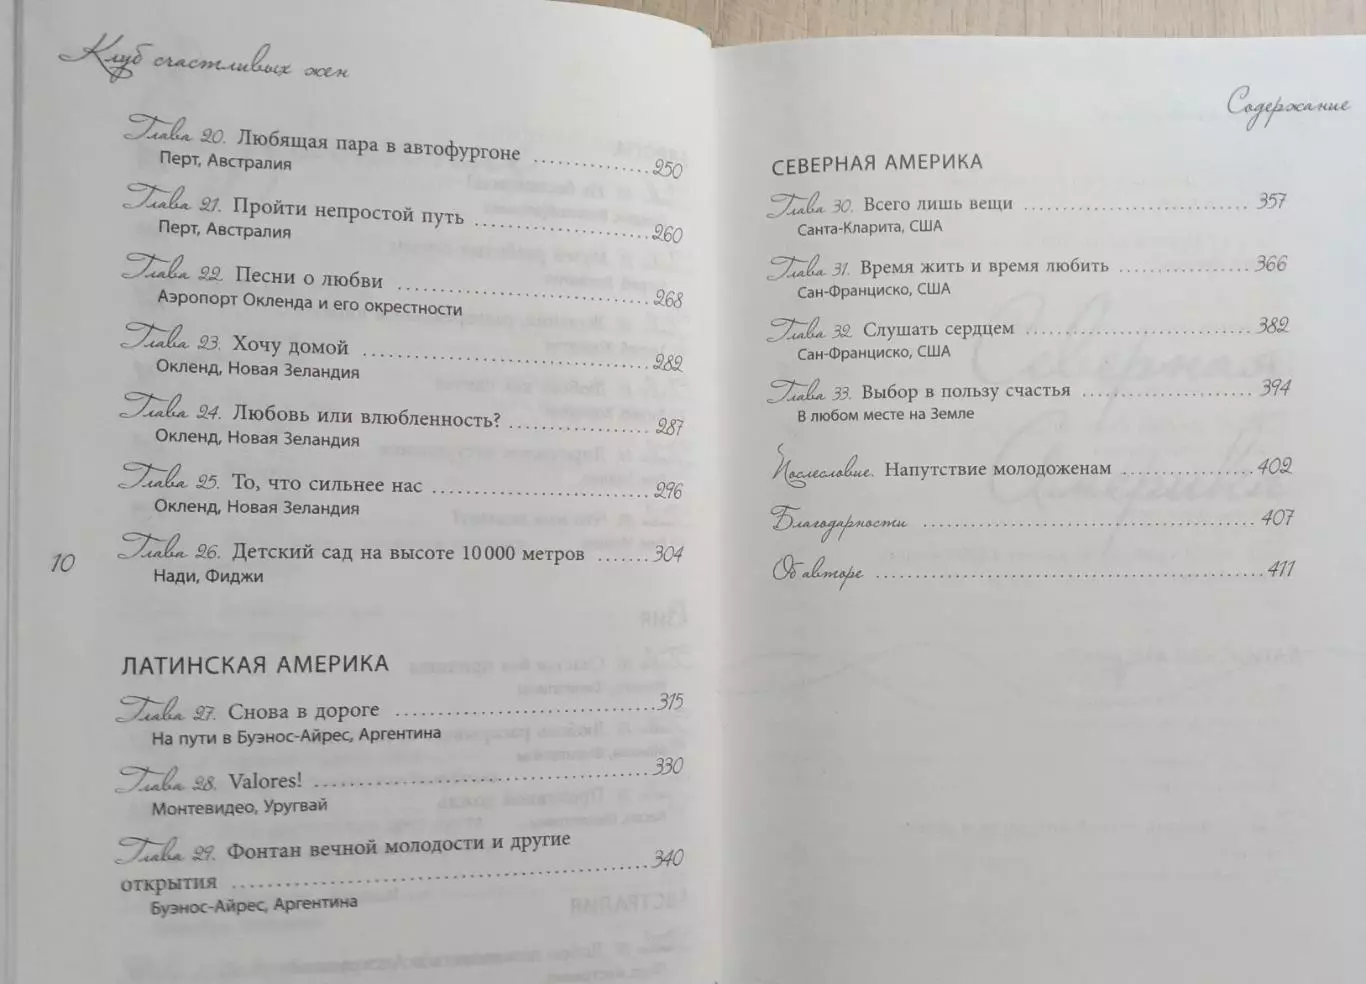 Клуб счастливых жен
Глава 20. Любящая пара в автофургоне .................... 250
Перт, Австралия
Глава 21. Пройти непростой путь .................... 260
Перт, Австралия
Глава 22. Песни о любви .................... 268
Аэропорт Окленда и его окрестности
Глава 23. Хочу домой .................... 282
Окленд, Новая Зеландия
Глава 24. Любовь или влюбленность? .................... 287
Окленд, Новая Зеландия
Глава 25. То, что сильнее нас .................... 296
Окленд, Новая Зеландия
Глава 26. Детский сад на высоте 10 000 метров ....... 304
Нади, Фиджи
10
ЛАТИНСКАЯ АМЕРИКА
Глава 27. Снова в дороге .................... 315
На пути в Буэнос-Айрес, Аргентина
Глава 28. Valores! .................... 330
Монтевидео, Уругвай
Глава 29. Фонтан вечной молодости и другие
открытия .................... 340
Буэнос-Айрес, Аргентина
Содержание
СЕВЕРНАЯ АМЕРИКА
Глава 30. Всего лишь вещи .................... 357
Санта-Кларита, США
Глава 31. Время жить и время любить .................... 366
Сан-Франциско, США
Глава 32. Слушать сердцем .................... 382
Сан-Франциско, США
Глава 33. Выбор в пользу счастья .................... 394
В любом месте на Земле
Послесловие. Напутствие молодоженам .................... 402
Благодарности .................... 407
Об авторе .................... 411